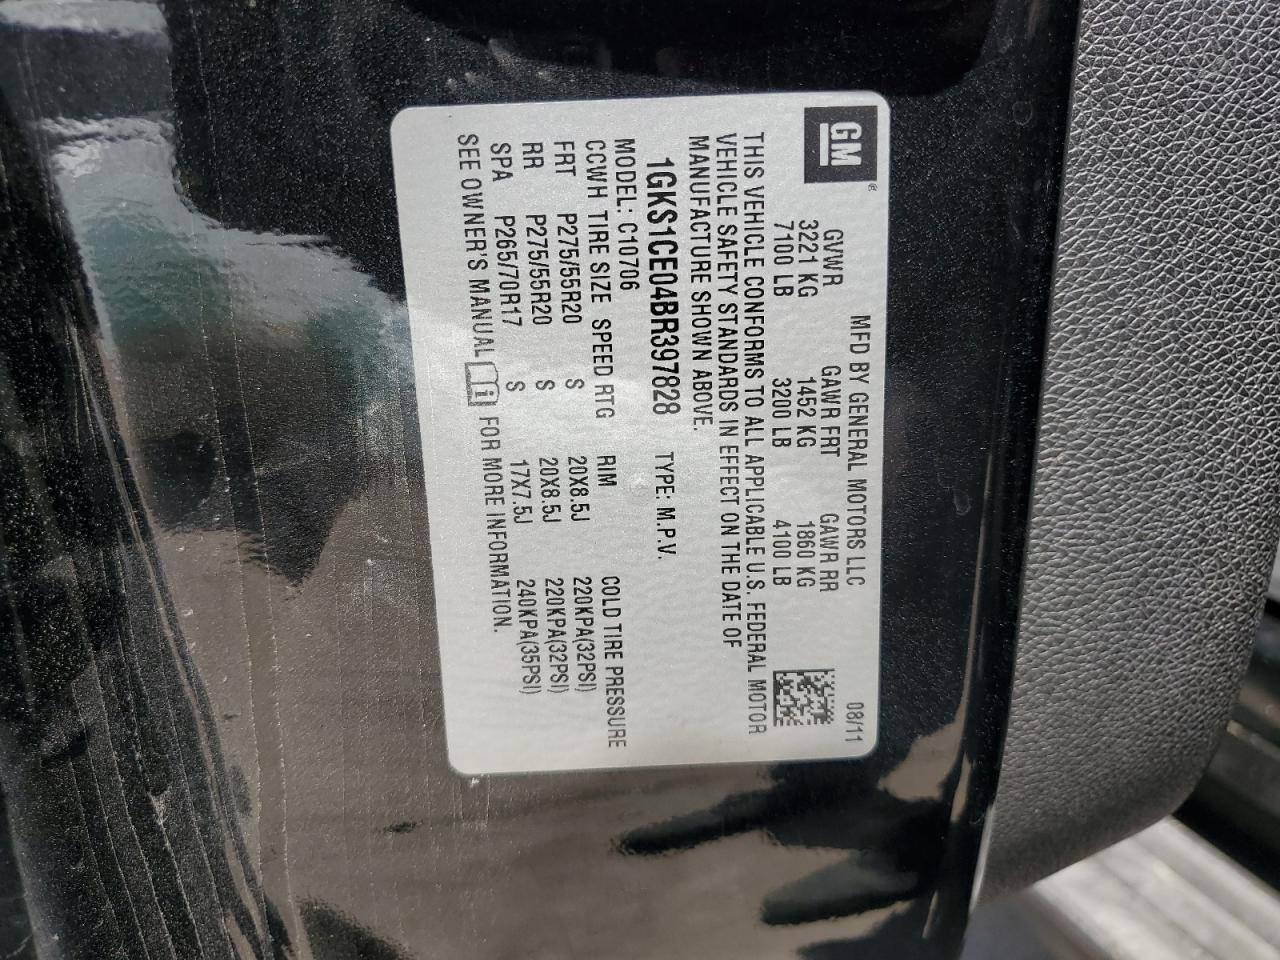 GM®
MFD BY GENERAL MOTORS LLC 08/11
GVWR GAWR FRT GAWR RR
3221 KG 1452 KG 1860 KG
7100 LB 3200 LB 4100 LB
THIS VEHICLE CONFORMS TO ALL APPLICABLE U.S. FEDERAL MOTOR
VEHICLE SAFETY STANDARDS IN EFFECT ON THE DATE OF
MANUFACTURE SHOWN ABOVE.
1GKS1CE04BR397828 TYPE: M.P.V.
MODEL: C10706
CCWH TIRE SIZE SPEED RTG RIM COLD TIRE PRESSURE
FRT P275/55R20 S 20X8.5J 220KPA(32PSI)
RR P275/55R20 S 20X8.5J 220KPA(32PSI)
SPA P265/70R17 S 17X7.5J 240KPA(35PSI)
SEE OWNER'S MANUAL i FOR MORE INFORMATION.